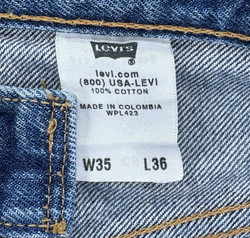 LEVI'S
levi.com
(800) USA-LEVI
100% COTTON
MADE IN COLOMBIA
WPL423
W35 L36